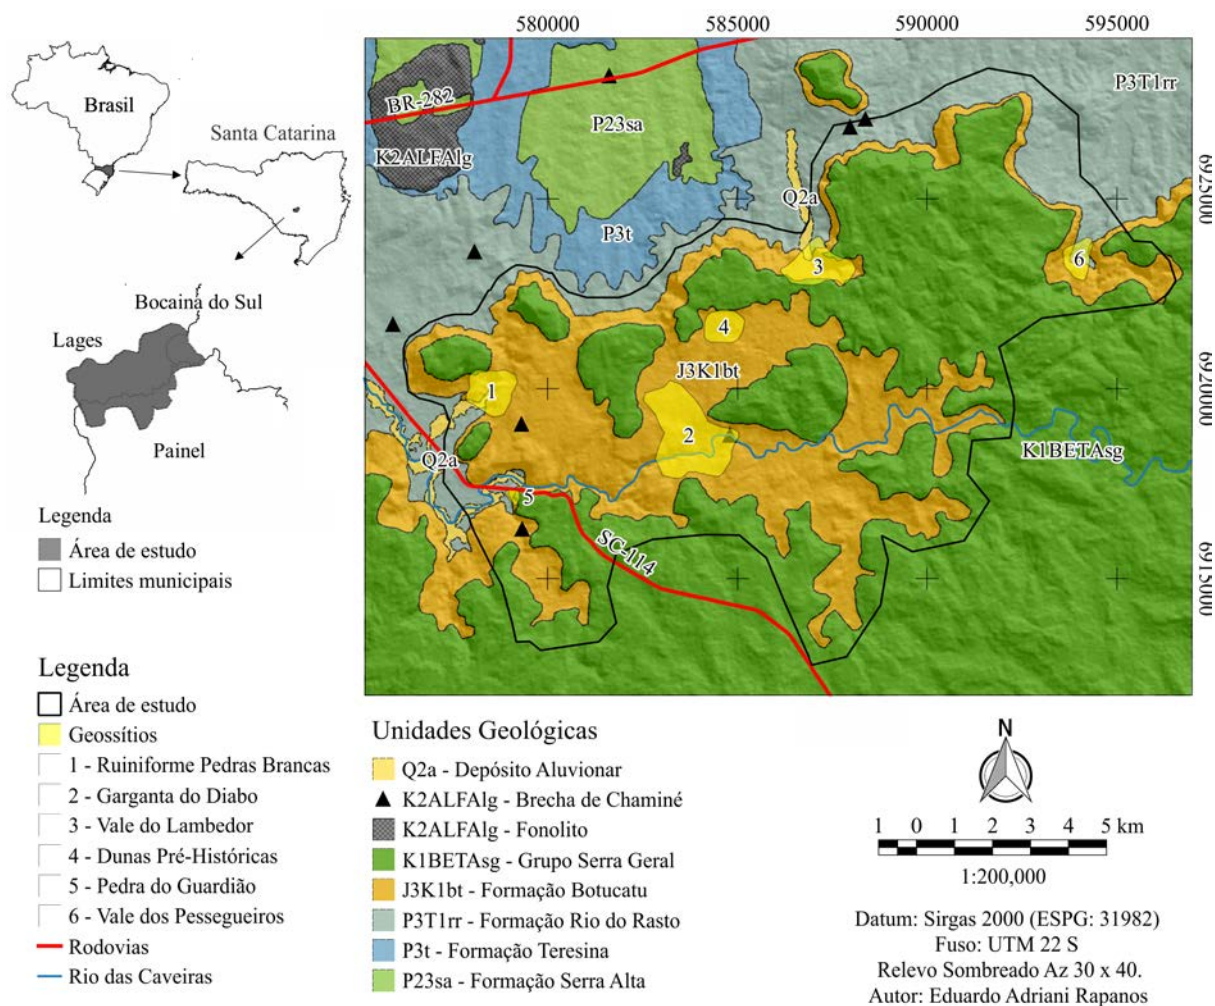 580000 585000 590000 595000
Brasil
Santa Catarina
Bocaina do Sul
Lages
Painel
Legenda
Área de estudo
Limites municipais
BR-282
K2ALFAlg
P23sa
P3T1rr
Q2a
P3t
6925000
3
6
4
J3K1bt
1
6920000
2
Q2a
K1BETAsg
5
SC-114
6915000
Legenda
Área de estudo
Geossítios
1 - Ruiniforme Pedras Brancas
2 - Garganta do Diabo
3 - Vale do Lambedor
4 - Dunas Pré-Históricas
5 - Pedra do Guardião
6 - Vale dos Pessegueiros
Rodovias
Rio das Caveiras
Unidades Geológicas
Q2a - Depósito Aluvionar
K2ALFAlg - Brecha de Chaminé
K2ALFAlg - Fonolito
K1BETAsg - Grupo Serra Geral
J3K1bt - Formação Botucatu
P3T1rr - Formação Rio do Rasto
P3t - Formação Teresina
P23sa - Formação Serra Alta
N
1 0 1 2 3 4 5 km
1:200,000
Datum: Sirgas 2000 (ESPG: 31982)
Fuso: UTM 22 S
Relevo Sombreado Az 30 x 40.
Autor: Eduardo Adriani Rapanos